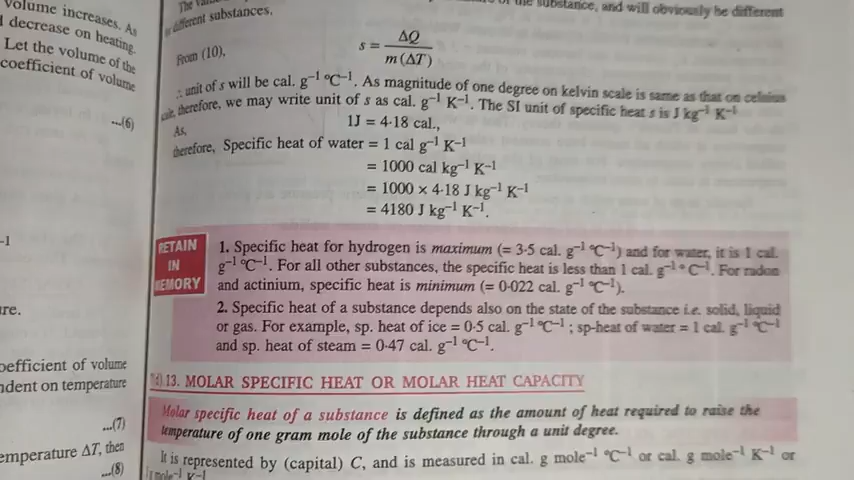 volume increases. As
decrease on heating.
Let the volume of the
coefficient of volume
...(6)
-1
re.
oefficient of volume
ndent on temperature
...(7)
emperature ΔT, then
...(8)
of the substance, and will obviously be different
different substances.
From (10),
s = ΔQ / m (ΔT)
∴ unit of s will be cal. g⁻¹ °C⁻¹. As magnitude of one degree on kelvin scale is same as that on celsius
scale, therefore, we may write unit of s as cal. g⁻¹ K⁻¹. The SI unit of specific heat s is J kg⁻¹ K⁻¹
As,
1J = 4·18 cal.,
therefore, Specific heat of water = 1 cal g⁻¹ K⁻¹
= 1000 cal kg⁻¹ K⁻¹
= 1000 × 4·18 J kg⁻¹ K⁻¹
= 4180 J kg⁻¹ K⁻¹.
RETAIN
IN
MEMORY
1. Specific heat for hydrogen is maximum (= 3·5 cal. g⁻¹ °C⁻¹) and for water, it is 1 cal.
g⁻¹ °C⁻¹. For all other substances, the specific heat is less than 1 cal. g⁻¹ °C⁻¹. For radon
and actinium, specific heat is minimum (= 0·022 cal. g⁻¹ °C⁻¹).
2. Specific heat of a substance depends also on the state of the substance i.e. solid, liquid
or gas. For example, sp. heat of ice = 0·5 cal. g⁻¹ °C⁻¹ ; sp-heat of water = 1 cal. g⁻¹ °C⁻¹
and sp. heat of steam = 0·47 cal. g⁻¹ °C⁻¹.
13. MOLAR SPECIFIC HEAT OR MOLAR HEAT CAPACITY
Molar specific heat of a substance is defined as the amount of heat required to raise the
temperature of one gram mole of the substance through a unit degree.
It is represented by (capital) C, and is measured in cal. g mole⁻¹ °C⁻¹ or cal. g mole⁻¹ K⁻¹ or
J mole⁻¹ K⁻¹